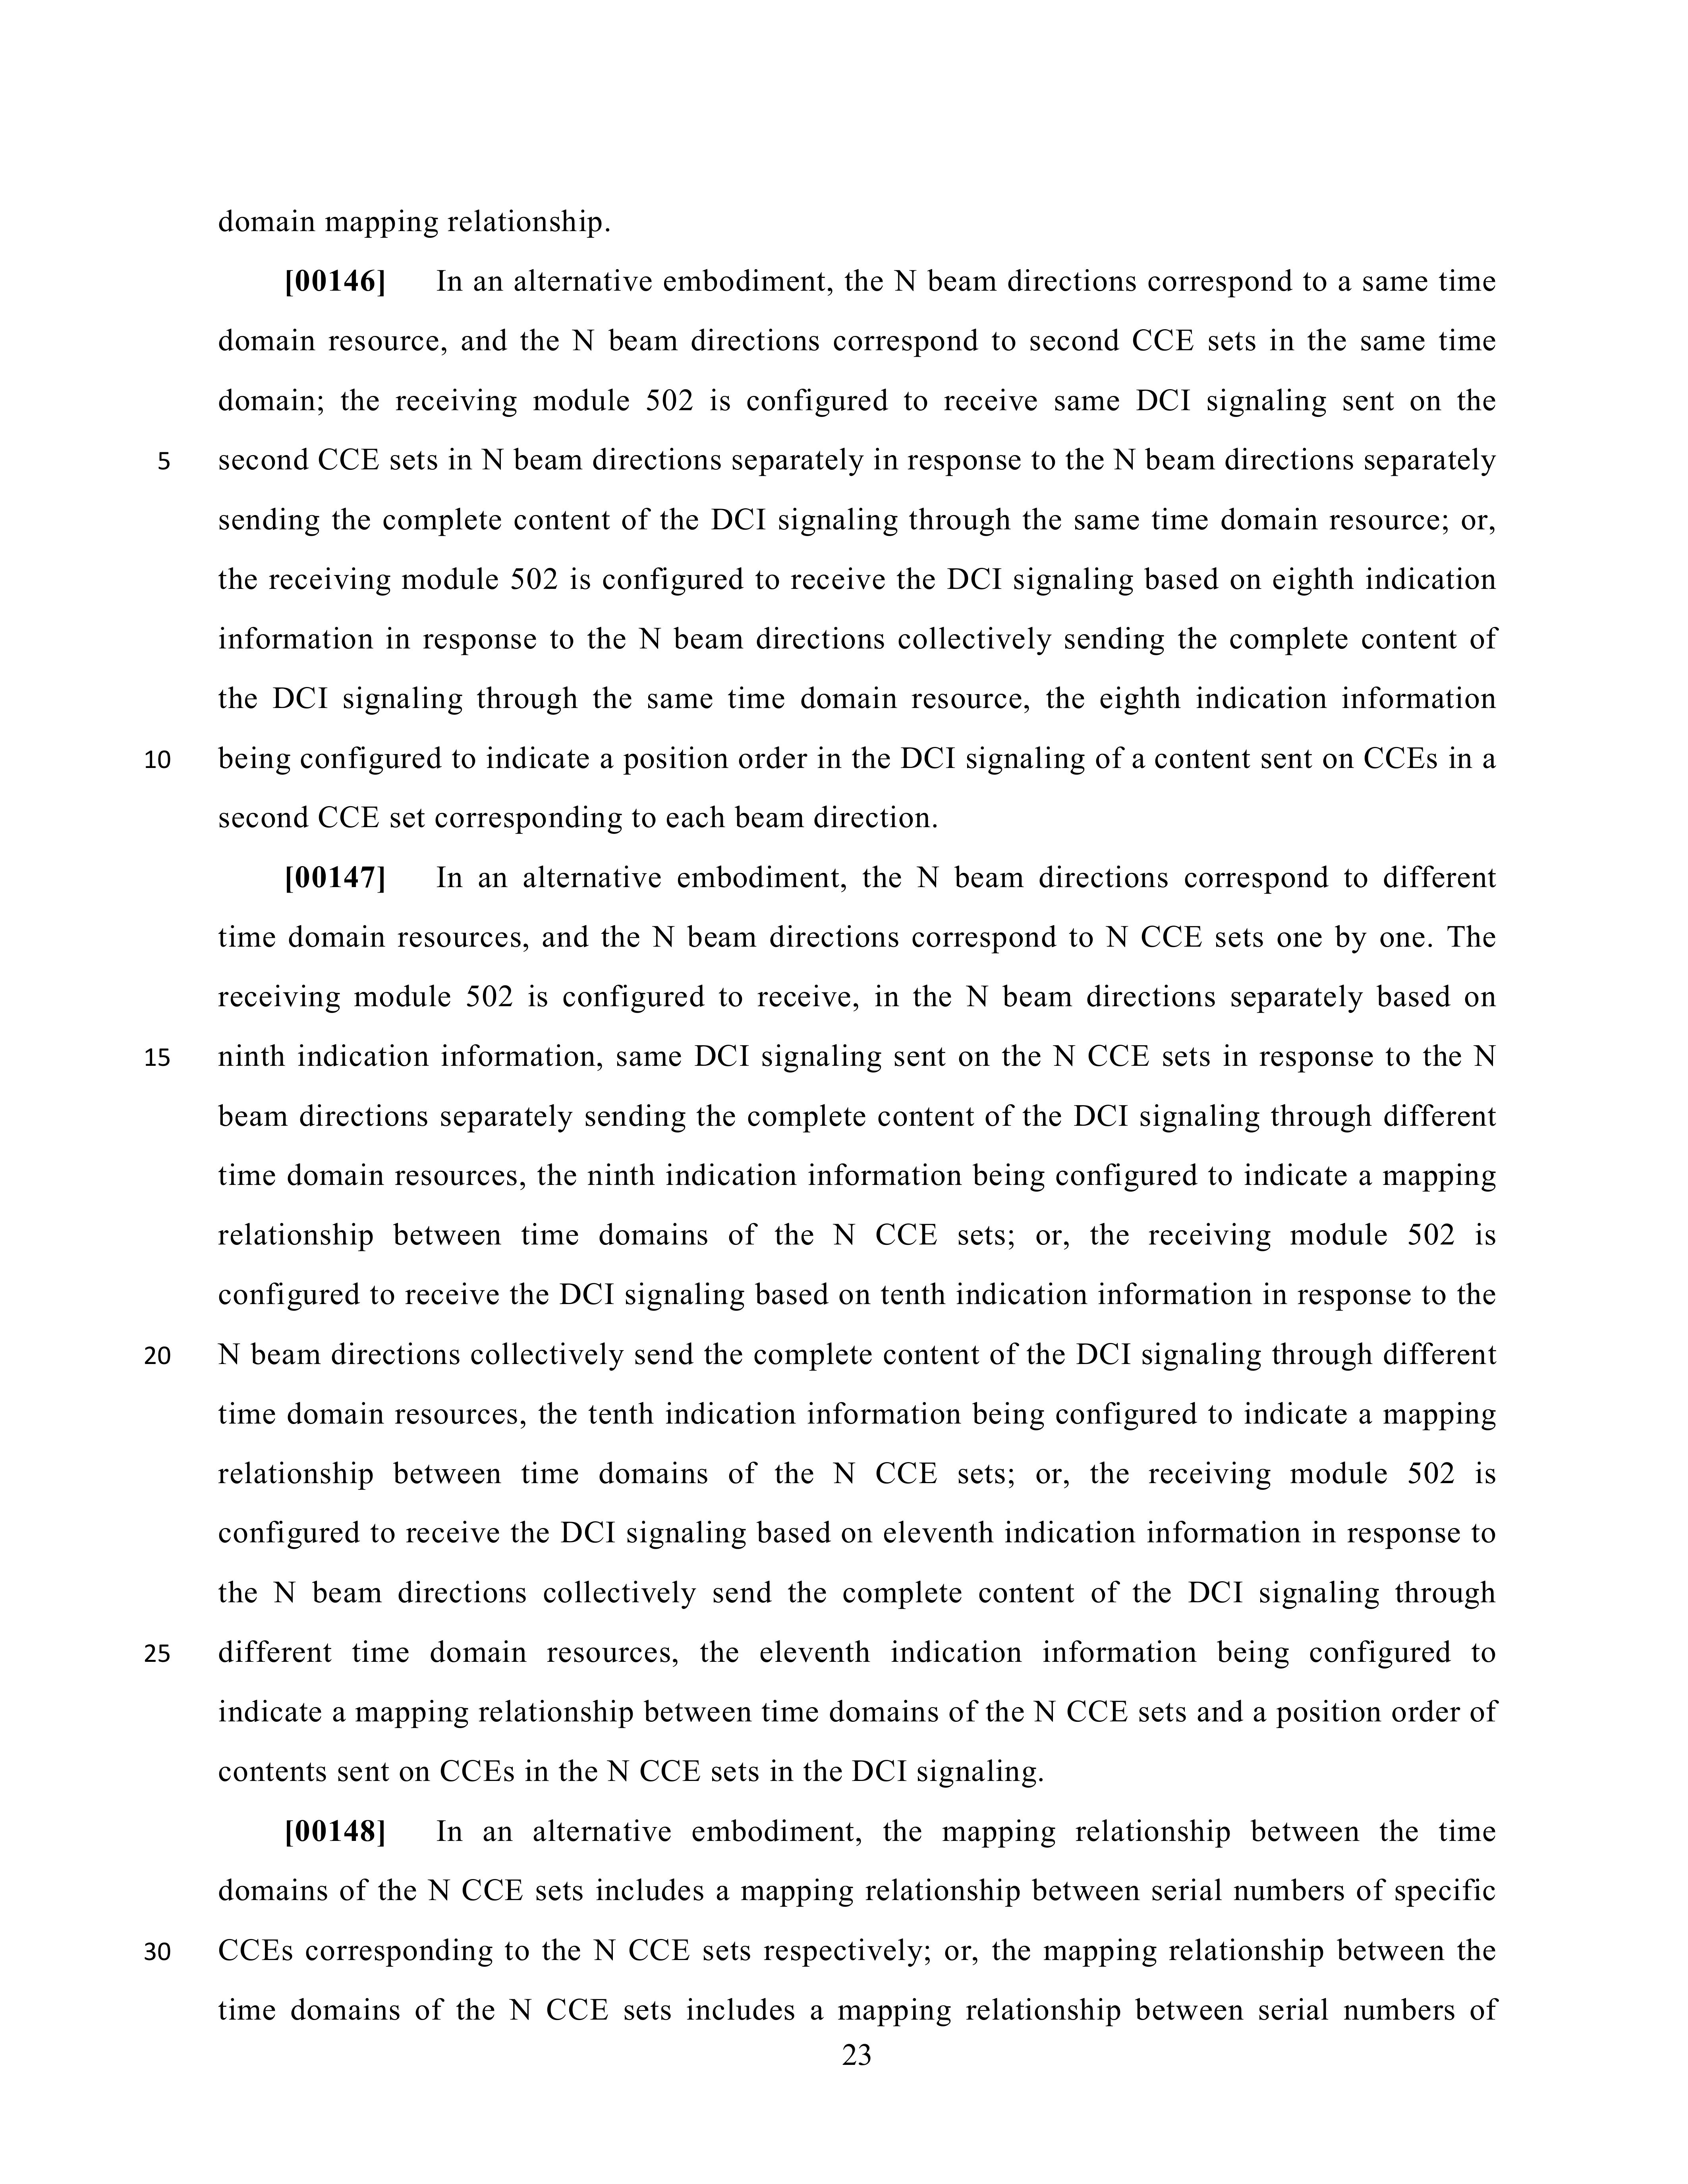 domain mapping relationship.
[00146] In an alternative embodiment, the N beam directions correspond to a same time
domain resource, and the N beam directions correspond to second CCE sets in the same time
domain; the receiving module 502 is configured to receive same DCI signaling sent on the
5 second CCE sets in N beam directions separately in response to the N beam directions separately
sending the complete content of the DCI signaling through the same time domain resource; or,
the receiving module 502 is configured to receive the DCI signaling based on eighth indication
information in response to the N beam directions collectively sending the complete content of
the DCI signaling through the same time domain resource, the eighth indication information
10 being configured to indicate a position order in the DCI signaling of a content sent on CCEs in a
second CCE set corresponding to each beam direction.
[00147] In an alternative embodiment, the N beam directions correspond to different
time domain resources, and the N beam directions correspond to N CCE sets one by one. The
receiving module 502 is configured to receive, in the N beam directions separately based on
15 ninth indication information, same DCI signaling sent on the N CCE sets in response to the N
beam directions separately sending the complete content of the DCI signaling through different
time domain resources, the ninth indication information being configured to indicate a mapping
relationship between time domains of the N CCE sets; or, the receiving module 502 is
configured to receive the DCI signaling based on tenth indication information in response to the
20 N beam directions collectively send the complete content of the DCI signaling through different
time domain resources, the tenth indication information being configured to indicate a mapping
relationship between time domains of the N CCE sets; or, the receiving module 502 is
configured to receive the DCI signaling based on eleventh indication information in response to
the N beam directions collectively send the complete content of the DCI signaling through
25 different time domain resources, the eleventh indication information being configured to
indicate a mapping relationship between time domains of the N CCE sets and a position order of
contents sent on CCEs in the N CCE sets in the DCI signaling.
[00148] In an alternative embodiment, the mapping relationship between the time
domains of the N CCE sets includes a mapping relationship between serial numbers of specific
30 CCEs corresponding to the N CCE sets respectively; or, the mapping relationship between the
time domains of the N CCE sets includes a mapping relationship between serial numbers of
23